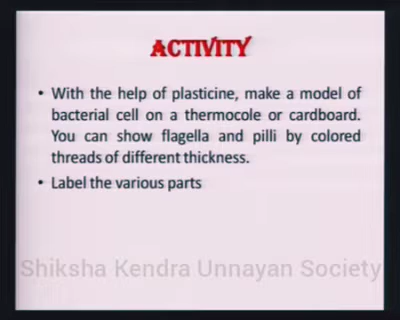 ACTIVITY
• With the help of plasticine, make a model of
bacterial cell on a thermocole or cardboard.
You can show flagella and pilli by colored
threads of different thickness.
• Label the various parts
Shiksha Kendra Unnayan Society